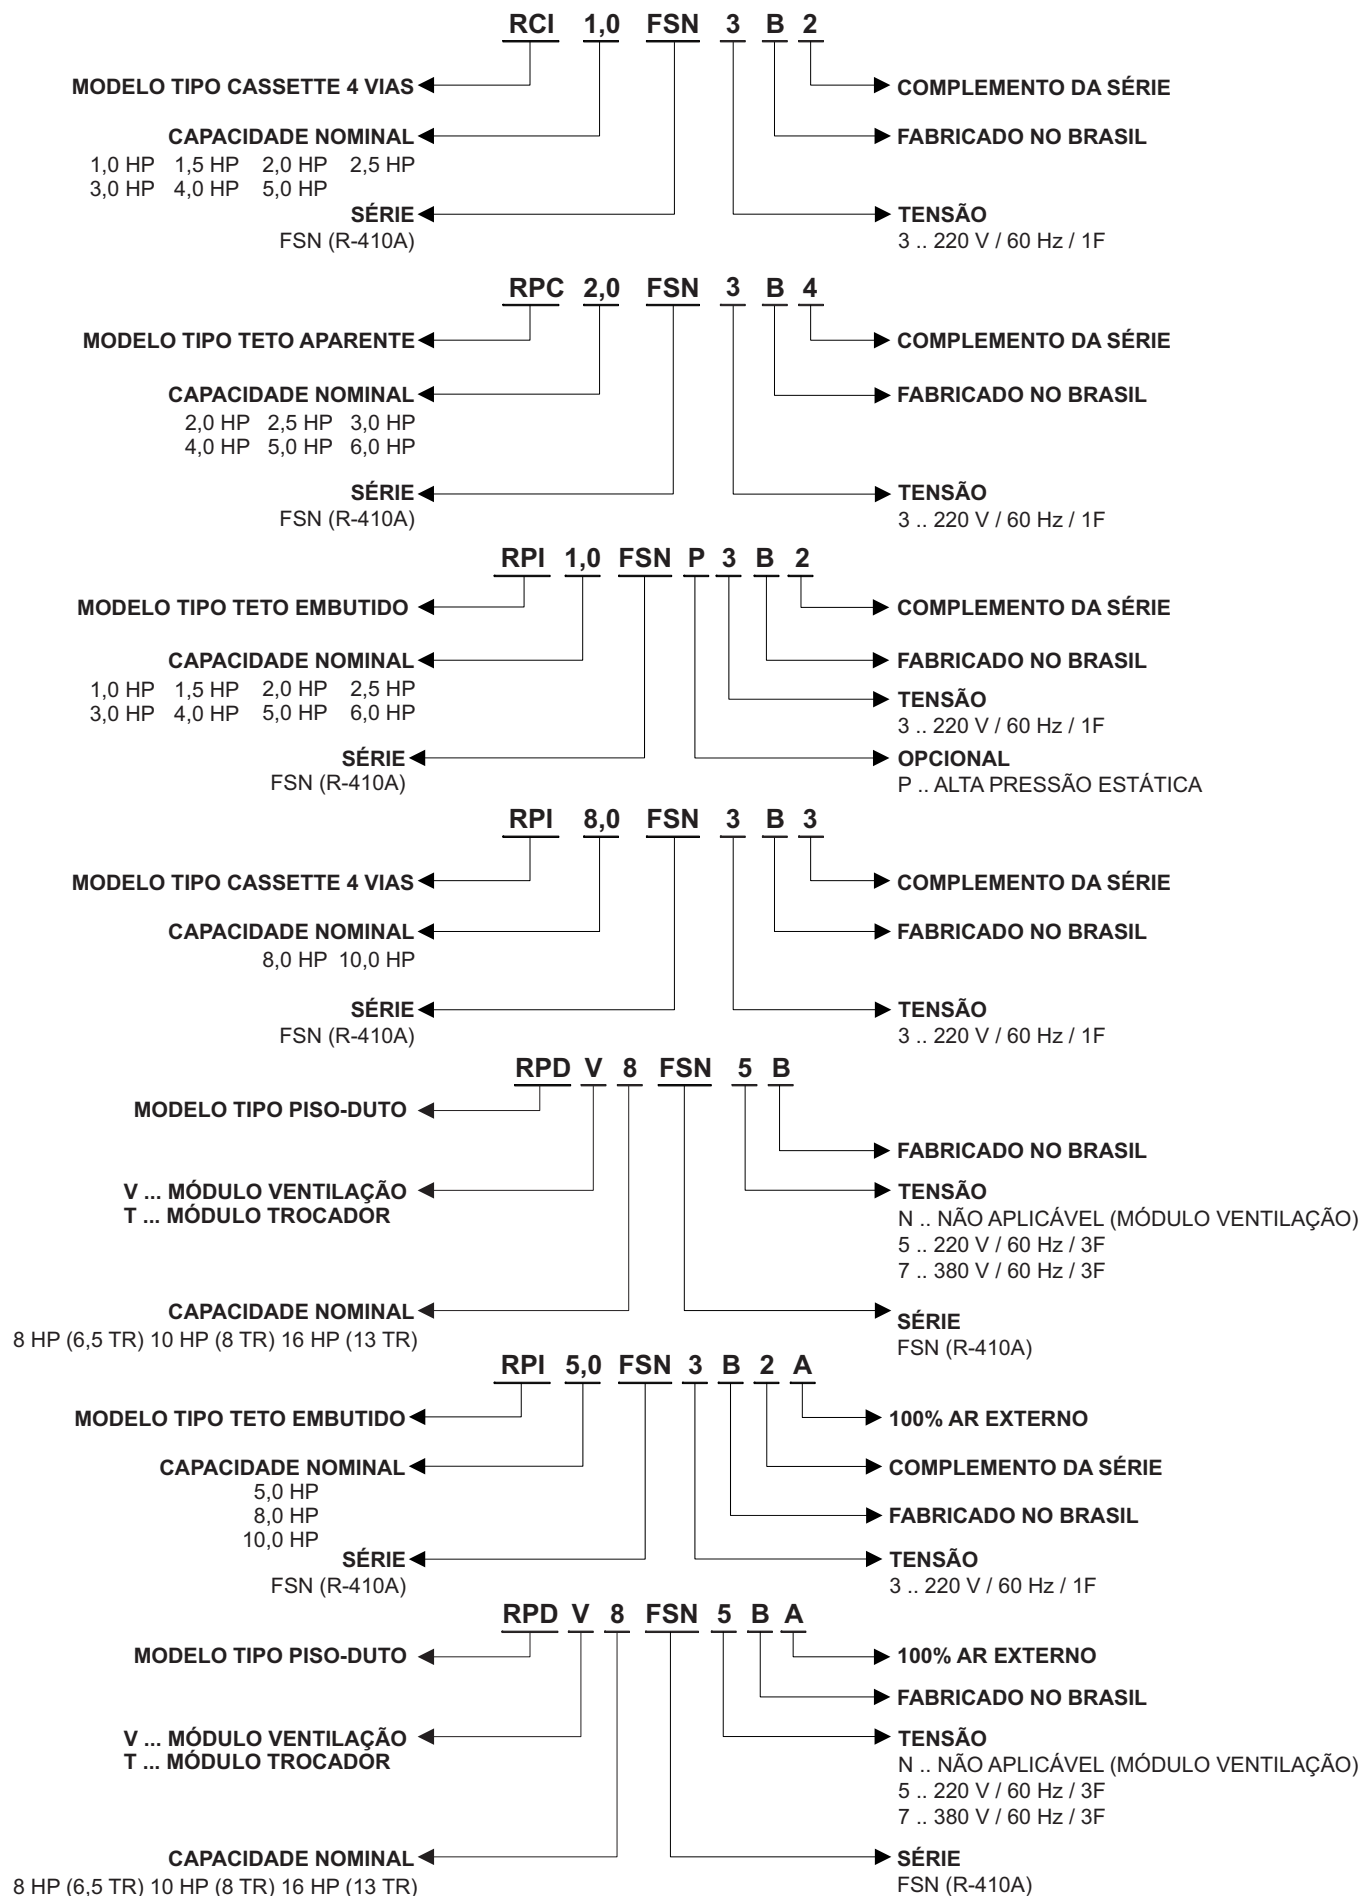 RCI 1,0 FSN 3 B 2
MODELO TIPO CASSETTE 4 VIAS
COMPLEMENTO DA SÉRIE
CAPACIDADE NOMINAL
FABRICADO NO BRASIL
1,0 HP 1,5 HP 2,0 HP 2,5 HP
3,0 HP 4,0 HP 5,0 HP
SÉRIE
TENSÃO
FSN (R-410A)
3 .. 220 V / 60 Hz / 1F
RPC 2,0 FSN 3 B 4
MODELO TIPO TETO APARENTE
COMPLEMENTO DA SÉRIE
CAPACIDADE NOMINAL
FABRICADO NO BRASIL
2,0 HP 2,5 HP 3,0 HP
4,0 HP 5,0 HP 6,0 HP
SÉRIE
TENSÃO
FSN (R-410A)
3 .. 220 V / 60 Hz / 1F
RPI 1,0 FSN P 3 B 2
MODELO TIPO TETO EMBUTIDO
COMPLEMENTO DA SÉRIE
CAPACIDADE NOMINAL
FABRICADO NO BRASIL
1,0 HP 1,5 HP 2,0 HP 2,5 HP
3,0 HP 4,0 HP 5,0 HP 6,0 HP
TENSÃO
3 .. 220 V / 60 Hz / 1F
SÉRIE
OPCIONAL
FSN (R-410A)
P .. ALTA PRESSÃO ESTÁTICA
RPI 8,0 FSN 3 B 3
MODELO TIPO CASSETTE 4 VIAS
COMPLEMENTO DA SÉRIE
CAPACIDADE NOMINAL
FABRICADO NO BRASIL
8,0 HP 10,0 HP
SÉRIE
TENSÃO
FSN (R-410A)
3 .. 220 V / 60 Hz / 1F
RPD V 8 FSN 5 B
MODELO TIPO PISO-DUTO
FABRICADO NO BRASIL
V ... MÓDULO VENTILAÇÃO
T ... MÓDULO TROCADOR
TENSÃO
N .. NÃO APLICÁVEL (MÓDULO VENTILAÇÃO)
5 .. 220 V / 60 Hz / 3F
7 .. 380 V / 60 Hz / 3F
CAPACIDADE NOMINAL
8 HP (6,5 TR) 10 HP (8 TR) 16 HP (13 TR)
SÉRIE
FSN (R-410A)
RPI 5,0 FSN 3 B 2 A
MODELO TIPO TETO EMBUTIDO
100% AR EXTERNO
CAPACIDADE NOMINAL
COMPLEMENTO DA SÉRIE
5,0 HP
8,0 HP
10,0 HP
FABRICADO NO BRASIL
SÉRIE
TENSÃO
FSN (R-410A)
3 .. 220 V / 60 Hz / 1F
RPD V 8 FSN 5 B A
MODELO TIPO PISO-DUTO
100% AR EXTERNO
FABRICADO NO BRASIL
V ... MÓDULO VENTILAÇÃO
T ... MÓDULO TROCADOR
TENSÃO
N .. NÃO APLICÁVEL (MÓDULO VENTILAÇÃO)
5 .. 220 V / 60 Hz / 3F
7 .. 380 V / 60 Hz / 3F
CAPACIDADE NOMINAL
8 HP (6,5 TR) 10 HP (8 TR) 16 HP (13 TR)
SÉRIE
FSN (R-410A)